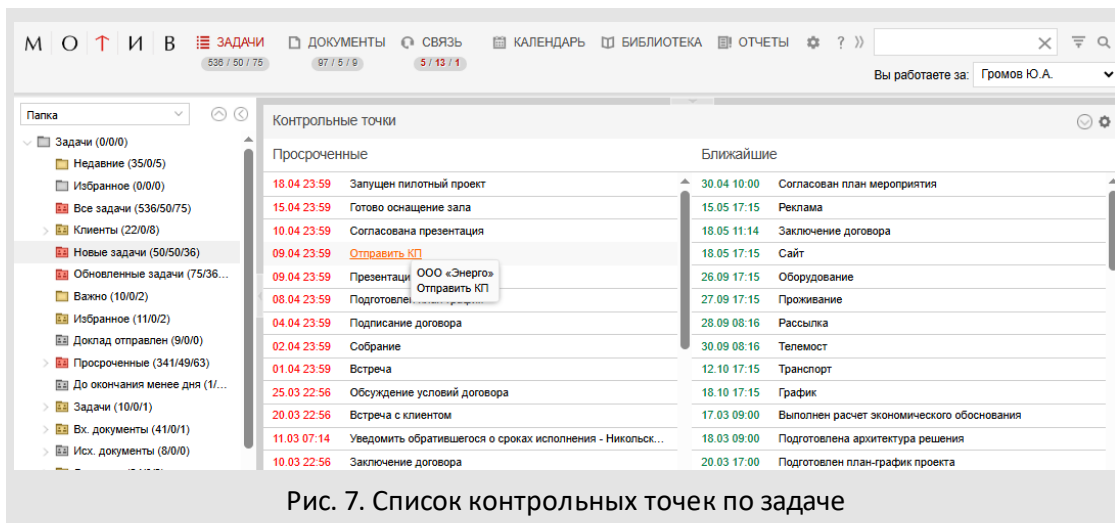 М О Т И В ЗАДАЧИ ДОКУМЕНТЫ СВЯЗЬ КАЛЕНДАРЬ БИБЛИОТЕКА ОТЧЕТЫ ? »
536 / 50 / 75 97 / 5 / 9 5 / 13 / 1
Вы работаете за: Громов Ю.А.
Папка
Задачи (0/0/0)
Недавние (35/0/5)
Избранное (0/0/0)
Все задачи (536/50/75)
Клиенты (22/0/8)
Новые задачи (50/50/36)
Обновленные задачи (75/36...
Важно (10/0/2)
Избранное (11/0/2)
Доклад отправлен (9/0/0)
Просроченные (341/49/63)
До окончания менее дня (1/...
Задачи (10/0/1)
Вх. документы (41/0/1)
Исх. документы (8/0/0)
Контрольные точки
Просроченные
18.04 23:59 Запущен пилотный проект
15.04 23:59 Готово оснащение зала
10.04 23:59 Согласована презентация
09.04 23:59 Отправить КП
ООО «Энерго»
Отправить КП
09.04 23:59
08.04 23:59
04.04 23:59 Подписание договора
02.04 23:59 Собрание
01.04 23:59 Встреча
25.03 22:56 Обсуждение условий договора
20.03 22:56 Встреча с клиентом
11.03 07:14 Уведомить обратившегося о сроках исполнения - Никольск...
10.03 22:56 Заключение договора
Ближайшие
30.04 10:00 Согласован план мероприятия
15.05 17:15 Реклама
18.05 11:14 Заключение договора
18.05 17:15 Сайт
26.09 17:15 Оборудование
27.09 17:15 Проживание
28.09 08:16 Рассылка
30.09 08:16 Телемост
12.10 17:15 Транспорт
18.10 17:15 График
17.03 09:00 Выполнен расчет экономического обоснования
18.03 09:00 Подготовлена архитектура решения
20.03 17:00 Подготовлен план-график проекта
Рис. 7. Список контрольных точек по задаче